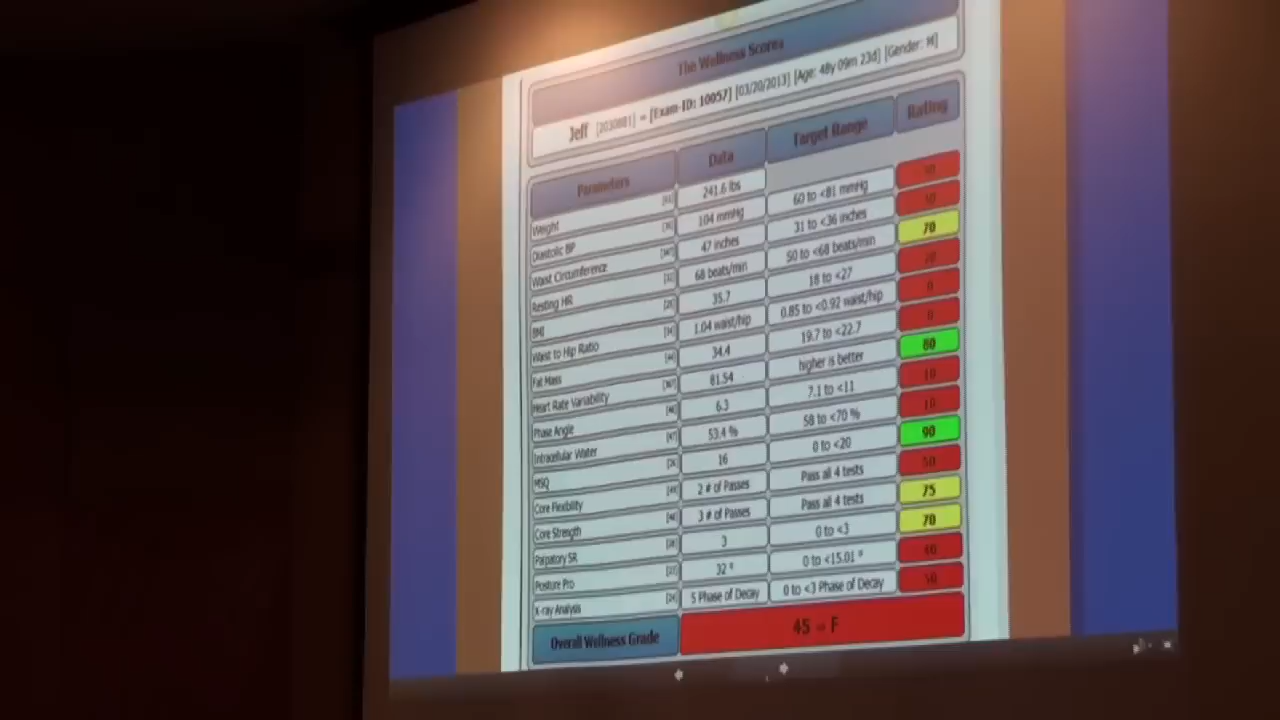 The Wellness Scores
Jeff [2030881] - [Exam-ID: 10057] [03/20/2013] [Age: 48y 09m 23d] [Gender: M]
Parameters Data Target Range Rating
Weight 241.6 lbs
Diastolic BP 104 mmHg 60 to <81 mmHg
Waist Circumference 47 inches 31 to <36 inches
Resting HR 68 beats/min 50 to <68 beats/min 70
BMI 35.7 18 to <27
Waist to Hip Ratio 1.04 waist/hip 0.85 to <0.92 waist/hip 0
Fat Mass 34.4 19.7 to <22.7 0
Heart Rate Variability 81.54 higher is better 80
Phase Angle 6.3 7.1 to <11 10
Intracellular Water 53.4 % 58 to <70 % 10
MSQ 16 0 to <20 90
Core Flexibility 2 # of Passes Pass all 4 tests 50
Core Strength 3 # of Passes Pass all 4 tests 75
Palpatory SR 3 0 to <3 70
Posture Pro 32 ° 0 to <15.01 °
X-ray Analysis 5 Phase of Decay 0 to <3 Phase of Decay
Overall Wellness Grade 45 - F